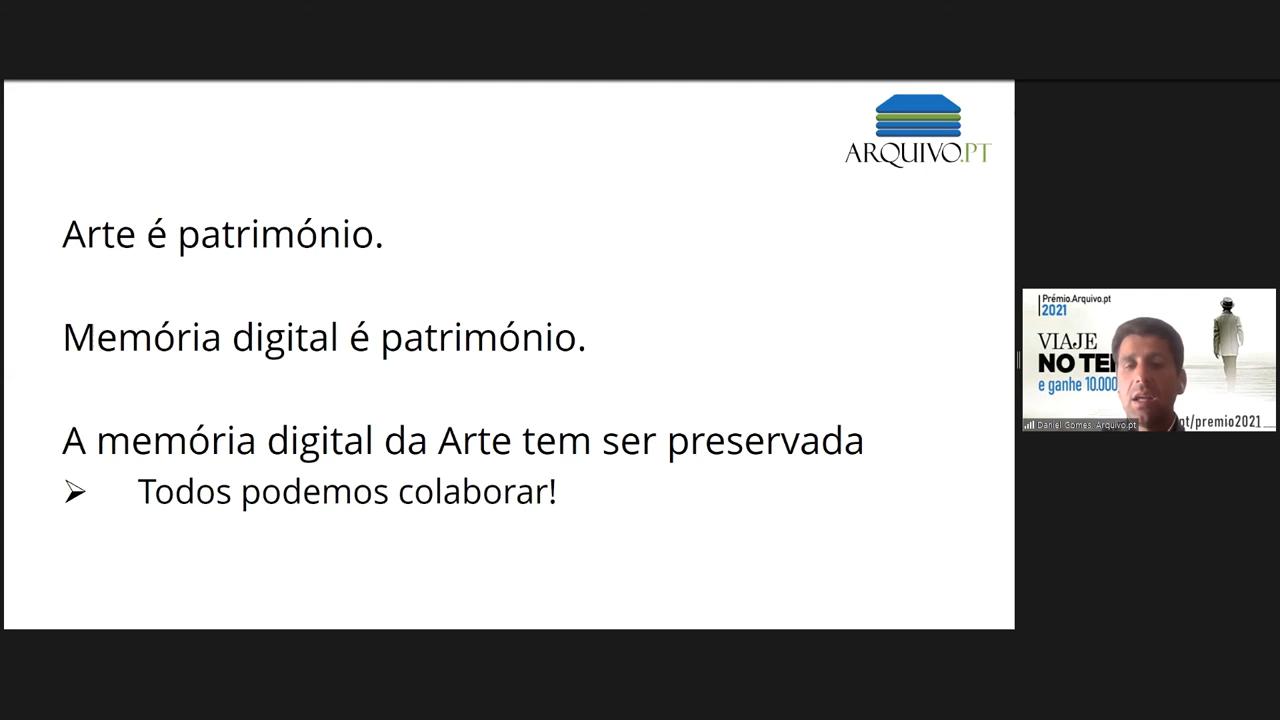 ARQUIVO.PT
Arte é património.
Memória digital é património.
A memória digital da Arte tem ser preservada
Todos podemos colaborar!
Prémio.Arquivo.pt
2021
VIAJE
NO
e ganhe 10.000
pt/premio2021
Daniel Gomes, Arquivo.pt